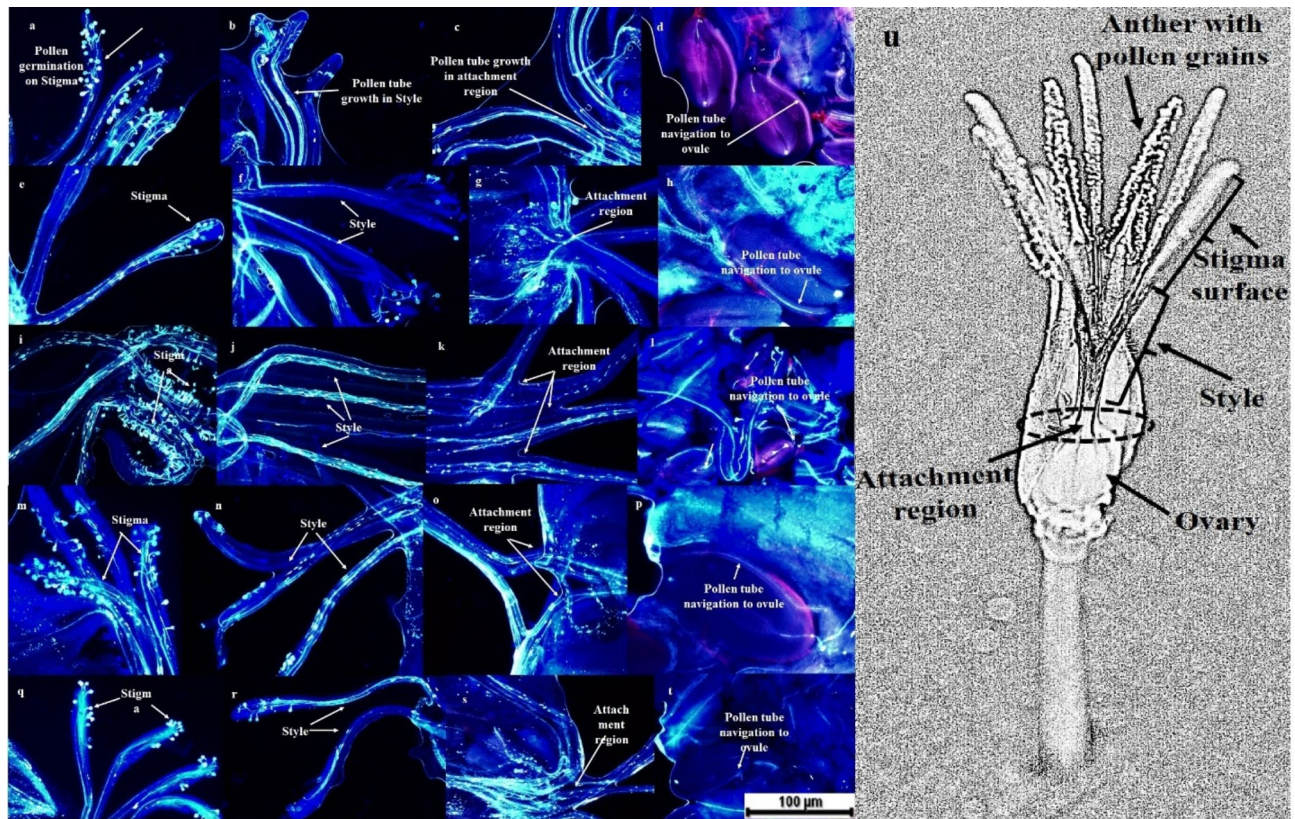 a
Pollen
germination
on Stigma
b
Pollen tube
growth in Style
c
Pollen tube growth
in attachment
region
d
Pollen tube
navigation to
ovule
e
Stigma
f
Style
g
Attachment
region
h
Pollen tube
navigation to ovule
i
Stigm
a
j
Style
k
Attachment
region
l
Pollen tube
navigation to ovule
m
Stigma
n
Style
o
Attachment
region
p
Pollen tube
navigation to ovule
q
Stigm
a
r
Style
s
Attach
ment
region
t
Pollen tube
navigation to
ovule
100 µm
u
Anther with
pollen grains
Stigma
surface
Style
Attachment
region
Ovary